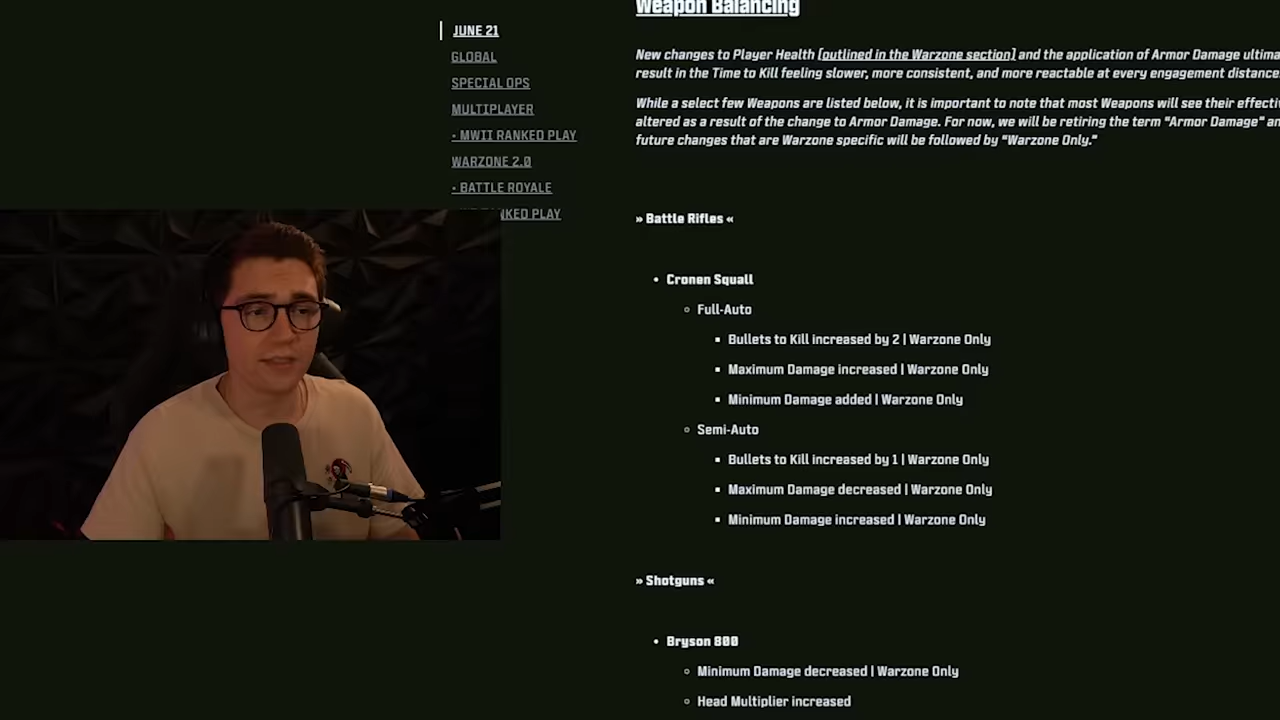 JUNE 21
GLOBAL
SPECIAL OPS
MULTIPLAYER
• MWII RANKED PLAY
WARZONE 2.0
• BATTLE ROYALE
RANKED PLAY
Weapon Balancing
New changes to Player Health [outlined in the Warzone section] and the application of Armor Damage ultima
result in the Time to Kill feeling slower, more consistent, and more reactable at every engagement distance
While a select few Weapons are listed below, it is important to note that most Weapons will see their effecti
altered as a result of the change to Armor Damage. For now, we will be retiring the term "Armor Damage" an
future changes that are Warzone specific will be followed by "Warzone Only."
» Battle Rifles «
• Cronen Squall
◦ Full-Auto
▪ Bullets to Kill increased by 2 | Warzone Only
▪ Maximum Damage increased | Warzone Only
▪ Minimum Damage added | Warzone Only
◦ Semi-Auto
▪ Bullets to Kill increased by 1 | Warzone Only
▪ Maximum Damage decreased | Warzone Only
▪ Minimum Damage increased | Warzone Only
» Shotguns «
• Bryson 800
◦ Minimum Damage decreased | Warzone Only
◦ Head Multiplier increased